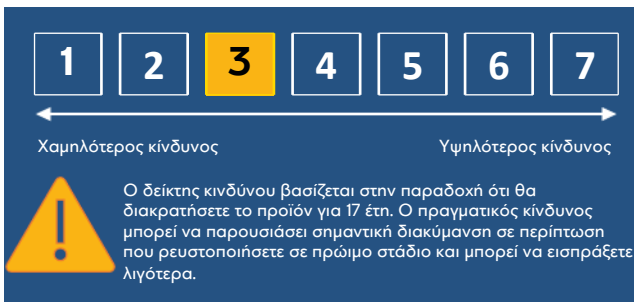 1 2 3 4 5 6 7
Χαμηλότερος κίνδυνος Υψηλότερος κίνδυνος
Ο δείκτης κινδύνου βασίζεται στην παραδοχή ότι θα
διακρατήσετε το προϊόν για 17 έτη. Ο πραγματικός κίνδυνος
μπορεί να παρουσιάσει σημαντική διακύμανση σε περίπτωση
που ρευστοποιήσετε σε πρώιμο στάδιο και μπορεί να εισπράξετε
λιγότερα.